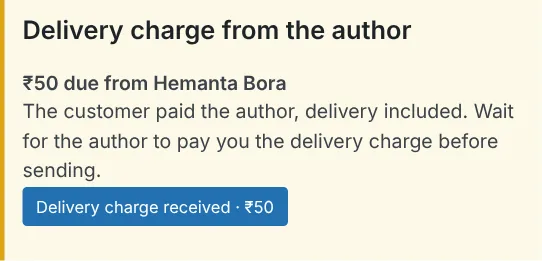 Delivery charge from the author
₹50 due from Hemanta Bora
The customer paid the author, delivery included. Wait
for the author to pay you the delivery charge before
sending.
Delivery charge received · ₹50